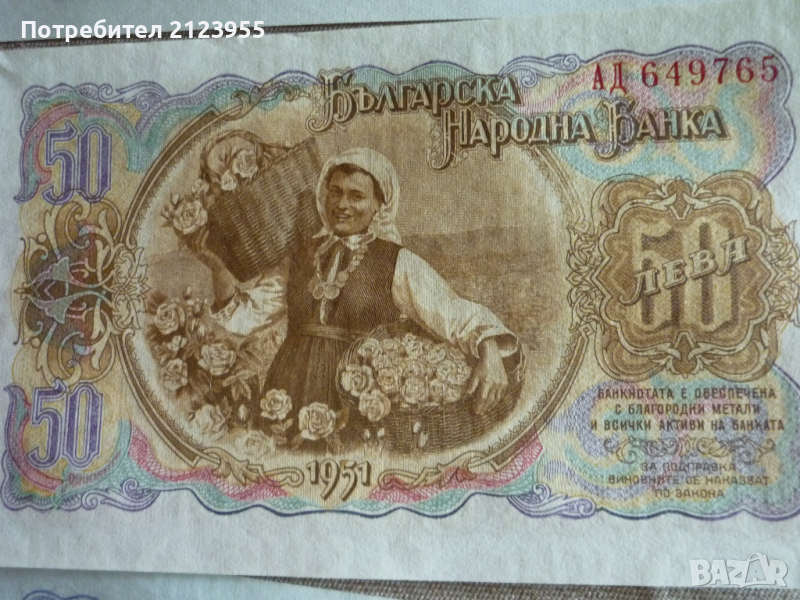 Потребител 2123955
АД 649765
Българска
Народна Банка
50
50
ЛЕВА
50
БАНКНОТАТА Е ОБЕЗПЕЧЕНА
С БЛАГОРОДНИ МЕТАЛИ
И ВСИЧКИ АКТИВИ НА БАНКАТА
ЗА ПОДПРАВКА
ВИНОВНИТЕ СЕ НАКАЗВАТ
ПО ЗАКОНА
1951
BAZAR